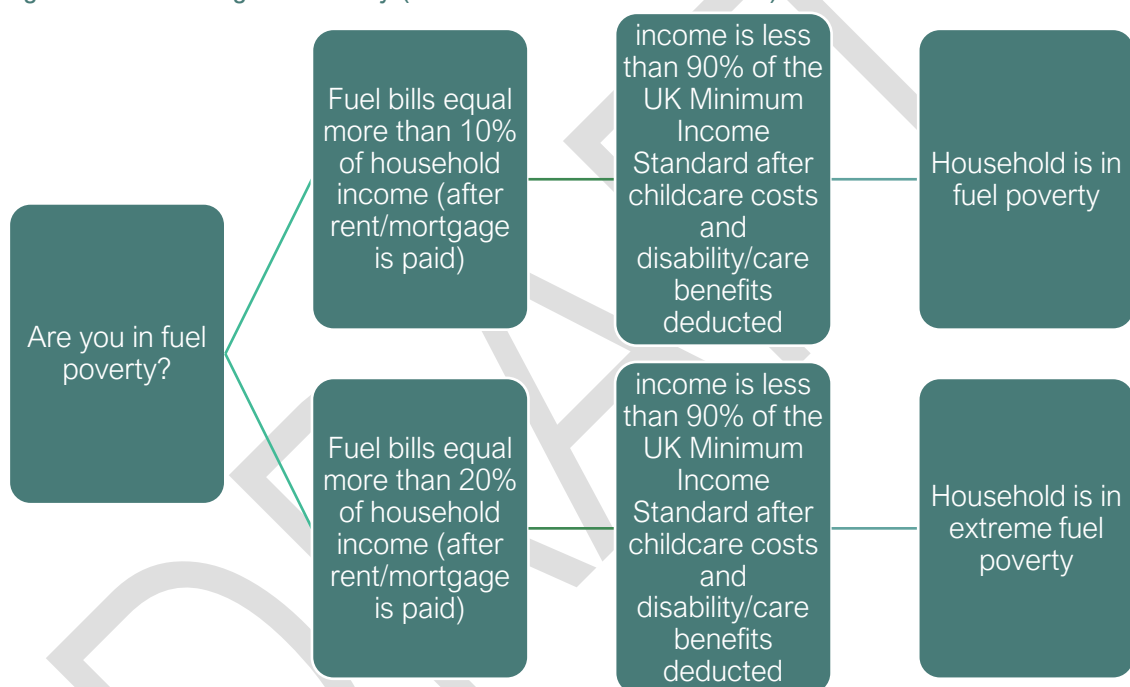 Are you in fuel
poverty?
Fuel bills equal
more than 10%
of household
income (after
rent/mortgage
is paid)
income is less
than 90% of the
UK Minimum
Income
Standard after
childcare costs
and
disability/care
benefits
deducted
Household is in
fuel poverty
Fuel bills equal
more than 20%
of household
income (after
rent/mortgage
is paid)
income is less
than 90% of the
UK Minimum
Income
Standard after
childcare costs
and
disability/care
benefits
deducted
Household is in
extreme fuel
poverty
DRAFT